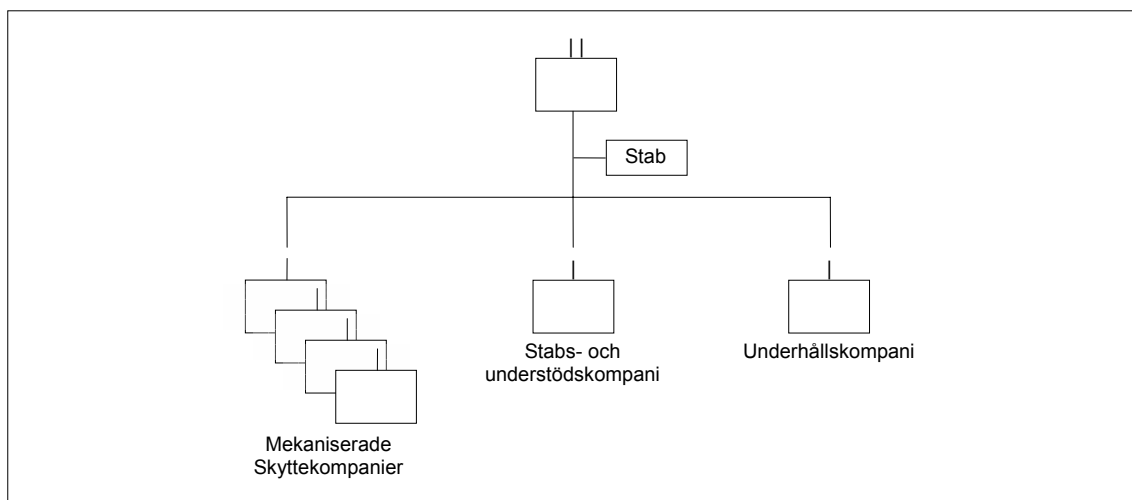 Stab
Stabs- och
understödskompani
Underhållskompani
Mekaniserade
Skyttekompanier